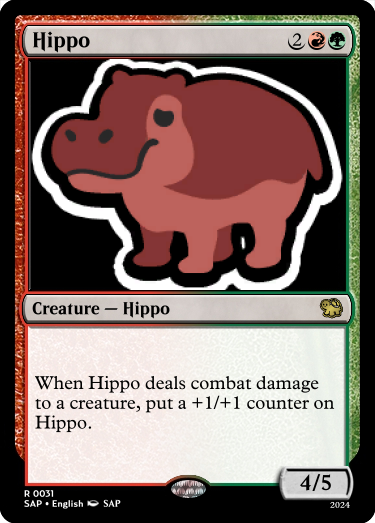 Hippo 2
Creature — Hippo
When Hippo deals combat damage
to a creature, put a +1/+1 counter on
Hippo.
4/5
R 0031
SAP • English SAP
2024